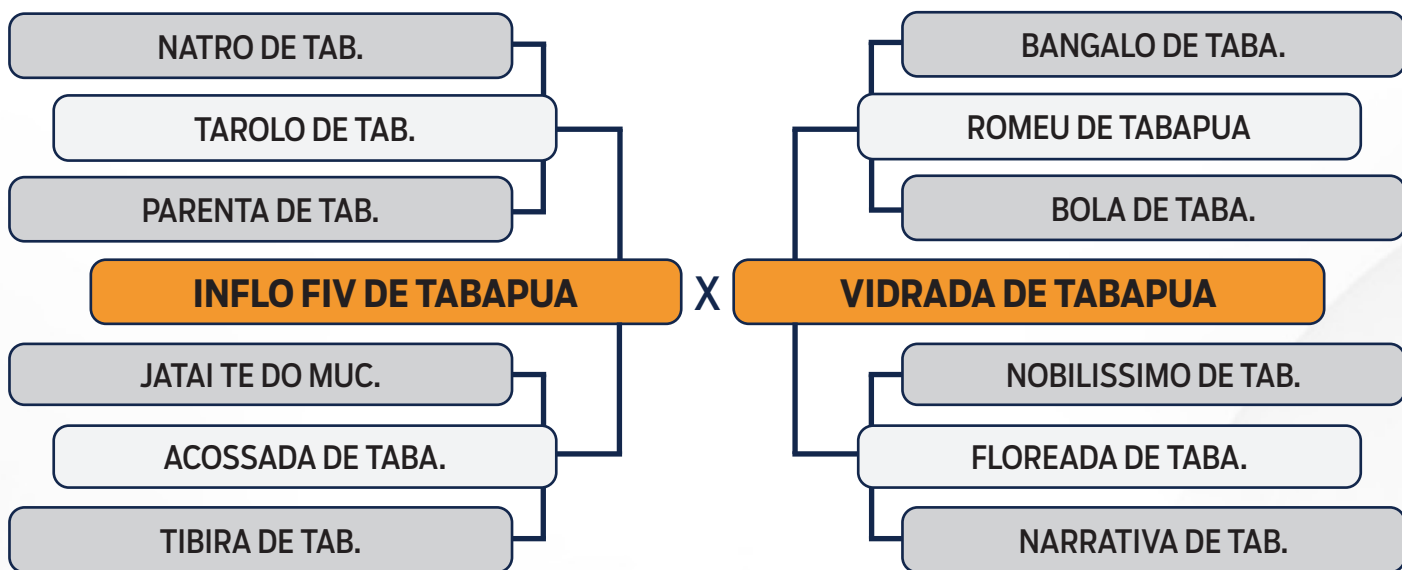 NATRO DE TAB.
TAROLO DE TAB.
PARENTA DE TAB.
INFLO FIV DE TABAPUA
JATAI TE DO MUC.
ACOSSADA DE TABA.
TIBIRA DE TAB.
X
BANGALO DE TABA.
ROMEU DE TABAPUA
BOLA DE TABA.
VIDRADA DE TABAPUA
NOBILISSIMO DE TAB.
FLOREADA DE TABA.
NARRATIVA DE TAB.